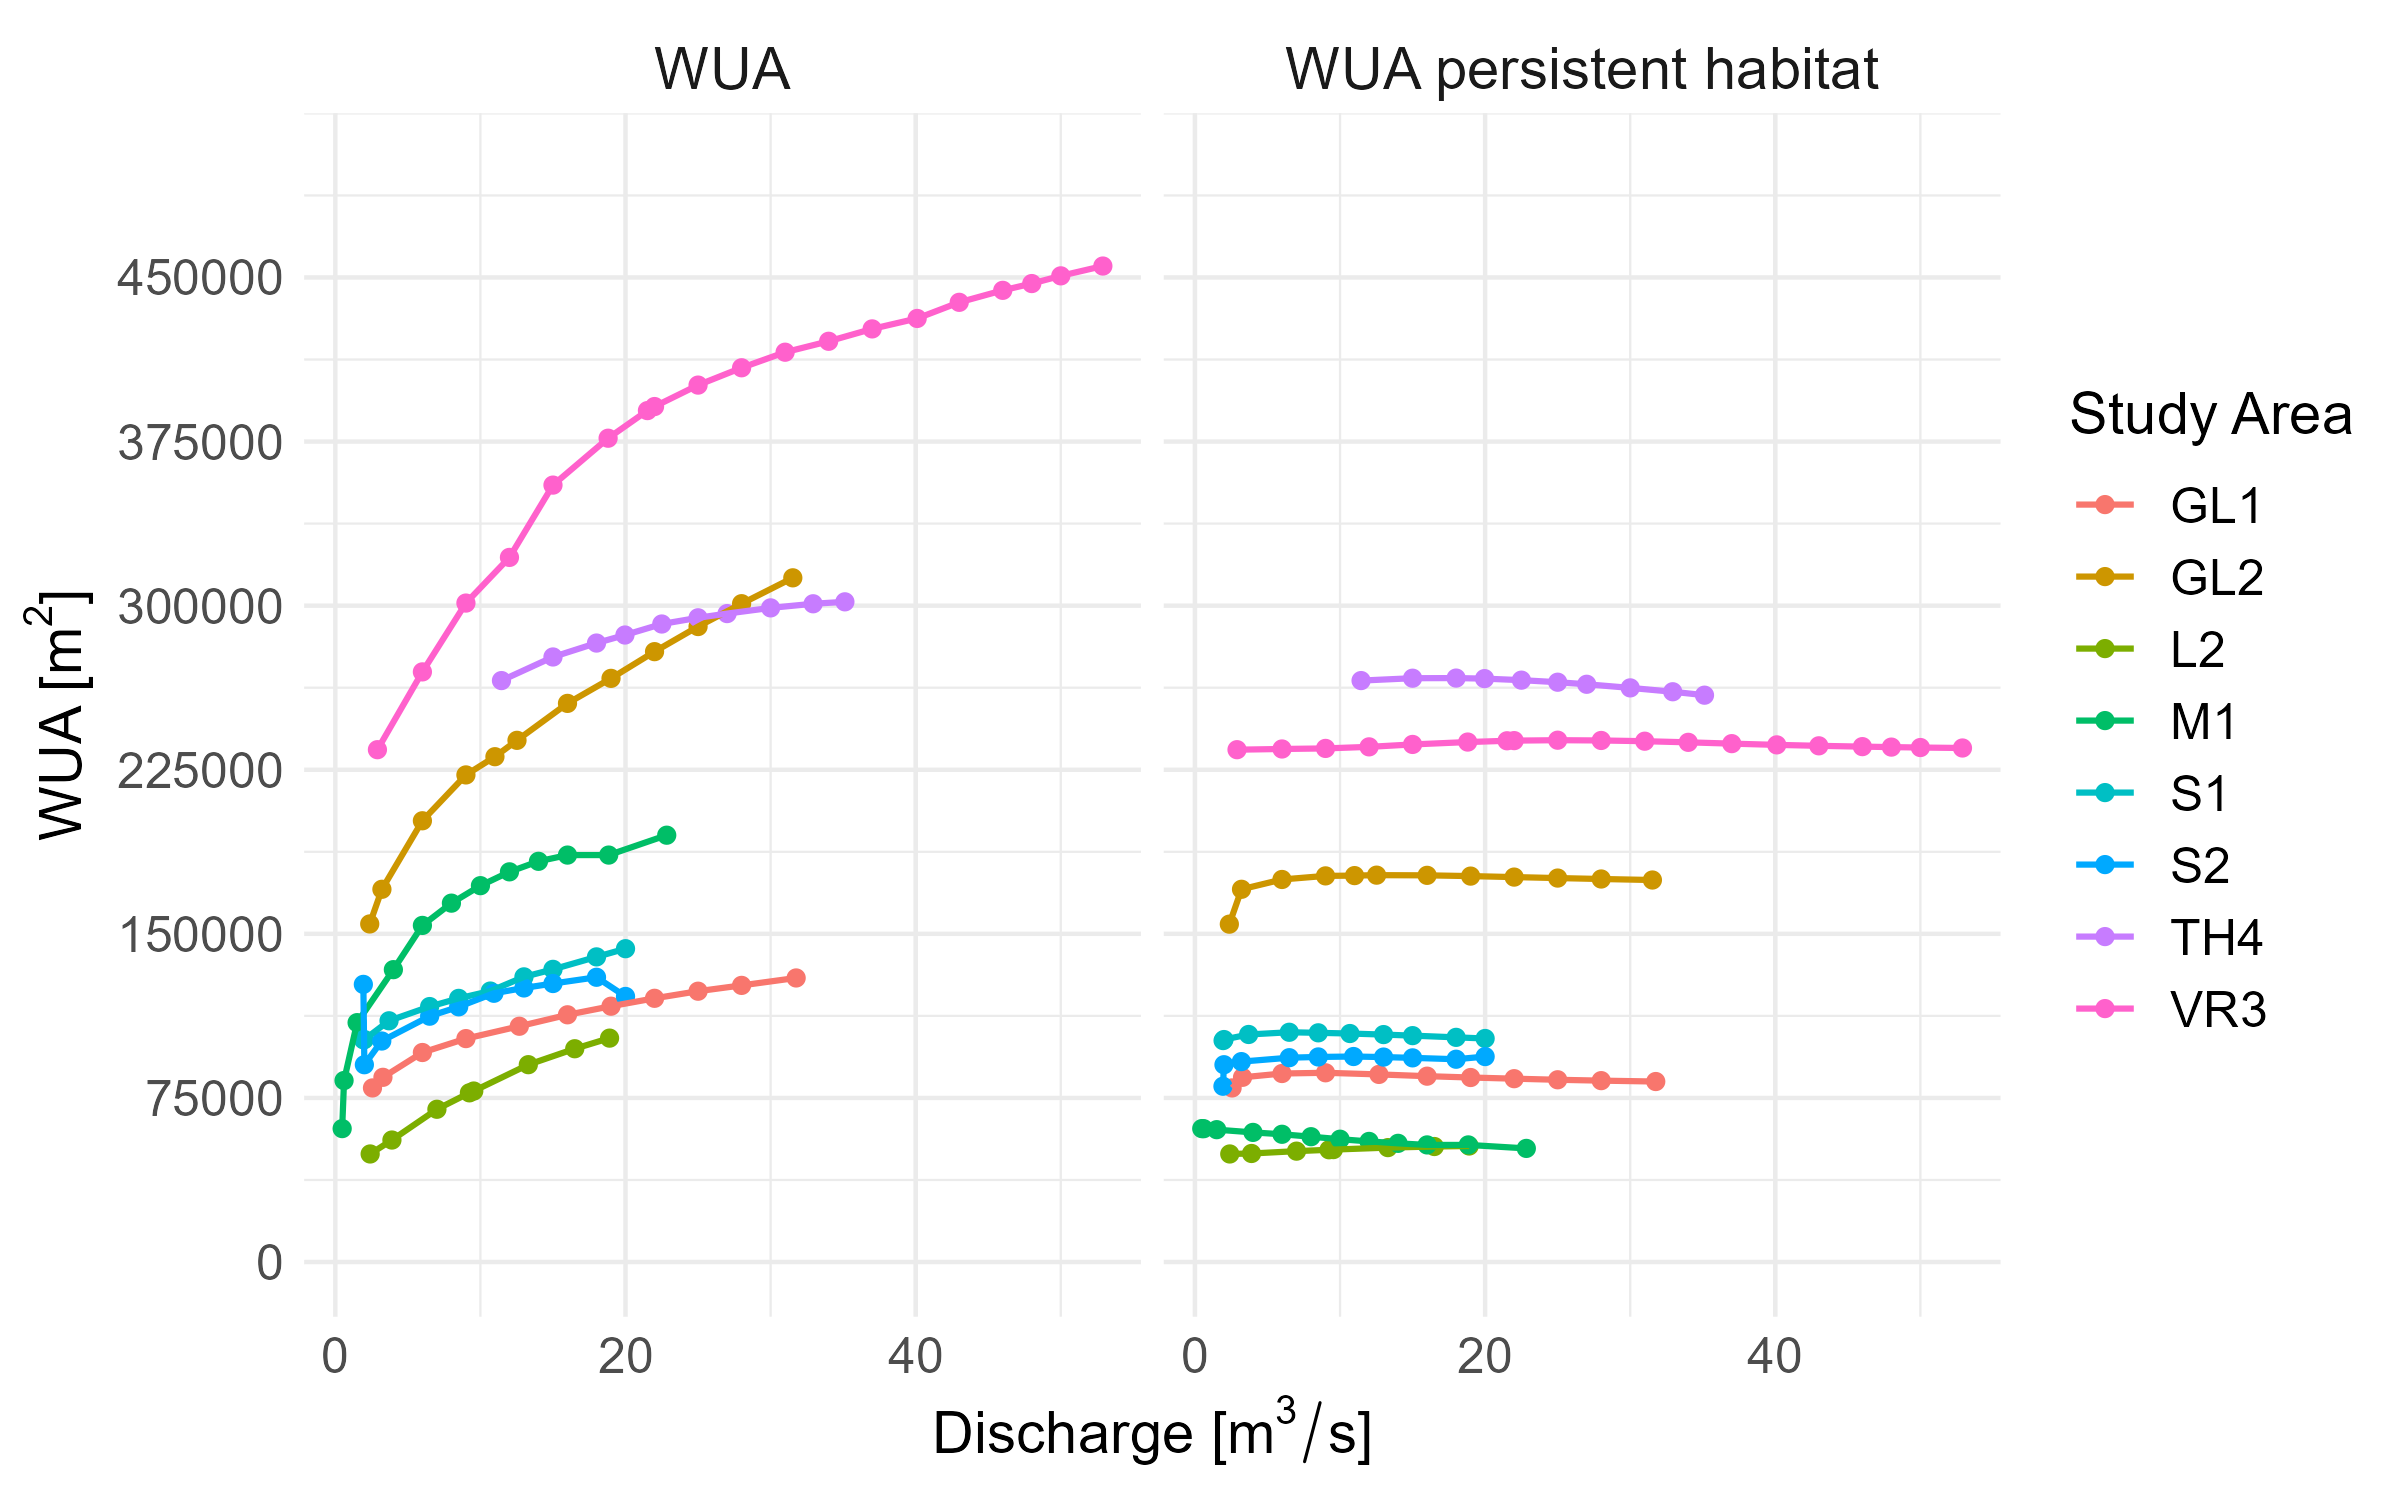 WUA
WUA persistent habitat
WUA [m²]
450000
375000
300000
225000
150000
75000
0
0 20 40
0 20 40
Discharge [m³/s]
Study Area
GL1
GL2
L2
M1
S1
S2
TH4
VR3